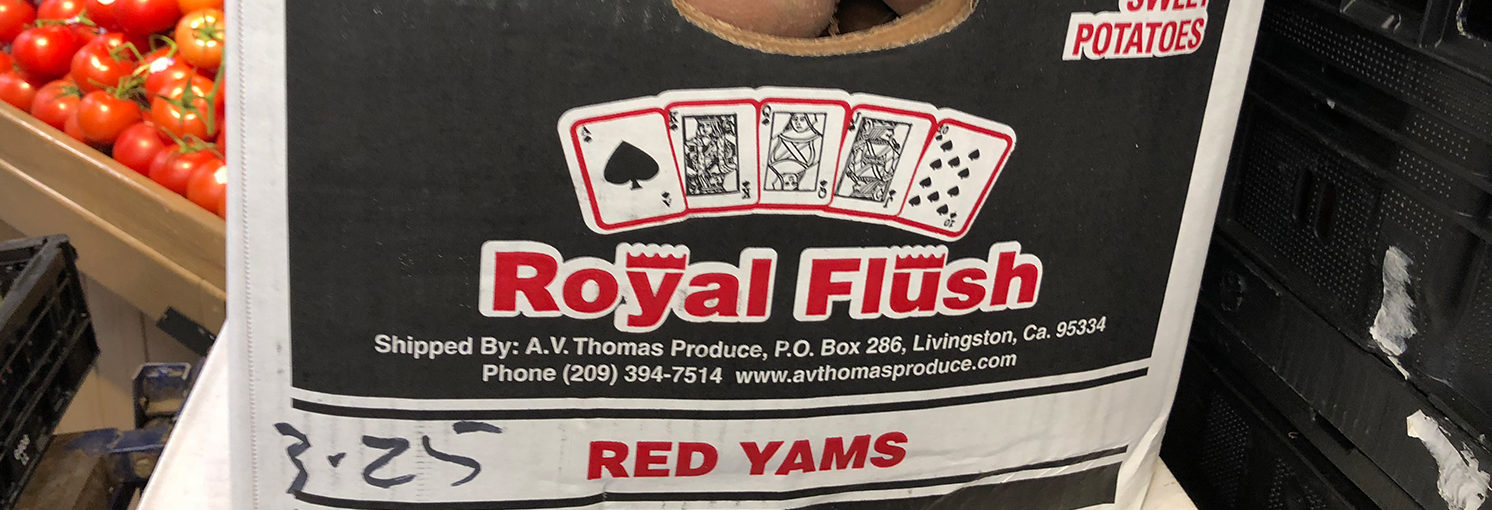 SWEET
POTATOES
Royal Flush
Shipped By: A.V. Thomas Produce, P.O. Box 286, Livingston, Ca. 95334
Phone (209) 394-7514 www.avthomasproduce.com
3.25 RED YAMS